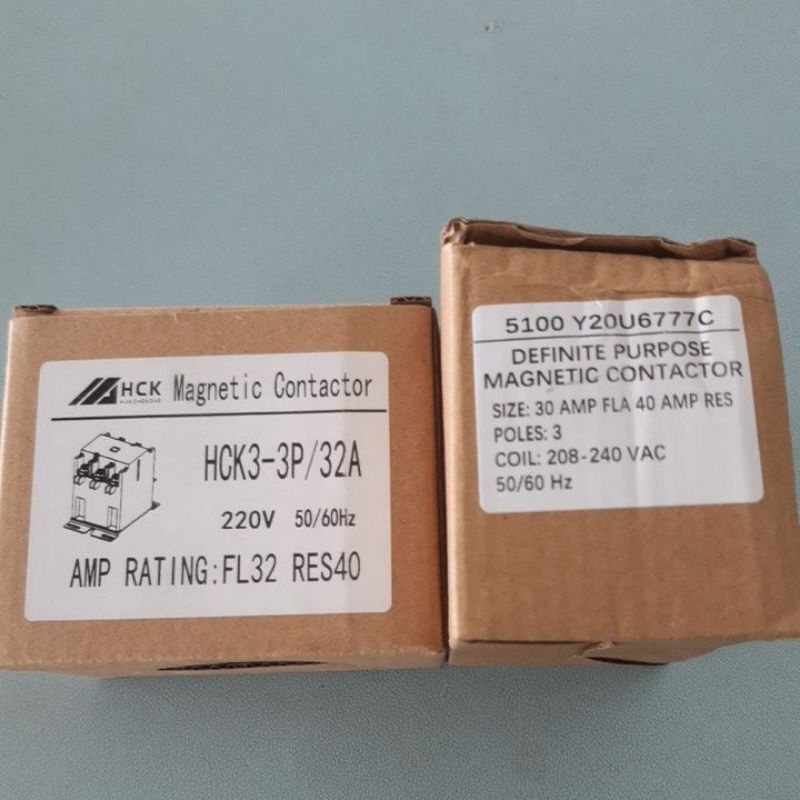 HCK Magnetic Contactor
HCK3-3P/32A
220V 50/60Hz
AMP RATING:FL32 RES40
5100 Y20U6777C
DEFINITE PURPOSE
MAGNETIC CONTACTOR
SIZE: 30 AMP FLA 40 AMP RES
POLES: 3
COIL: 208-240 VAC
50/60 Hz